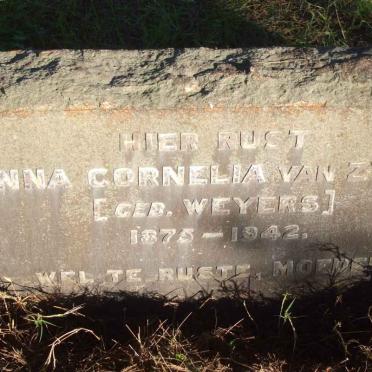 HIER RUST
NNA CORNELIA VAN Z
[GEB. WEYERS]
1875–1942.
WEL TE RUSTE, MOE